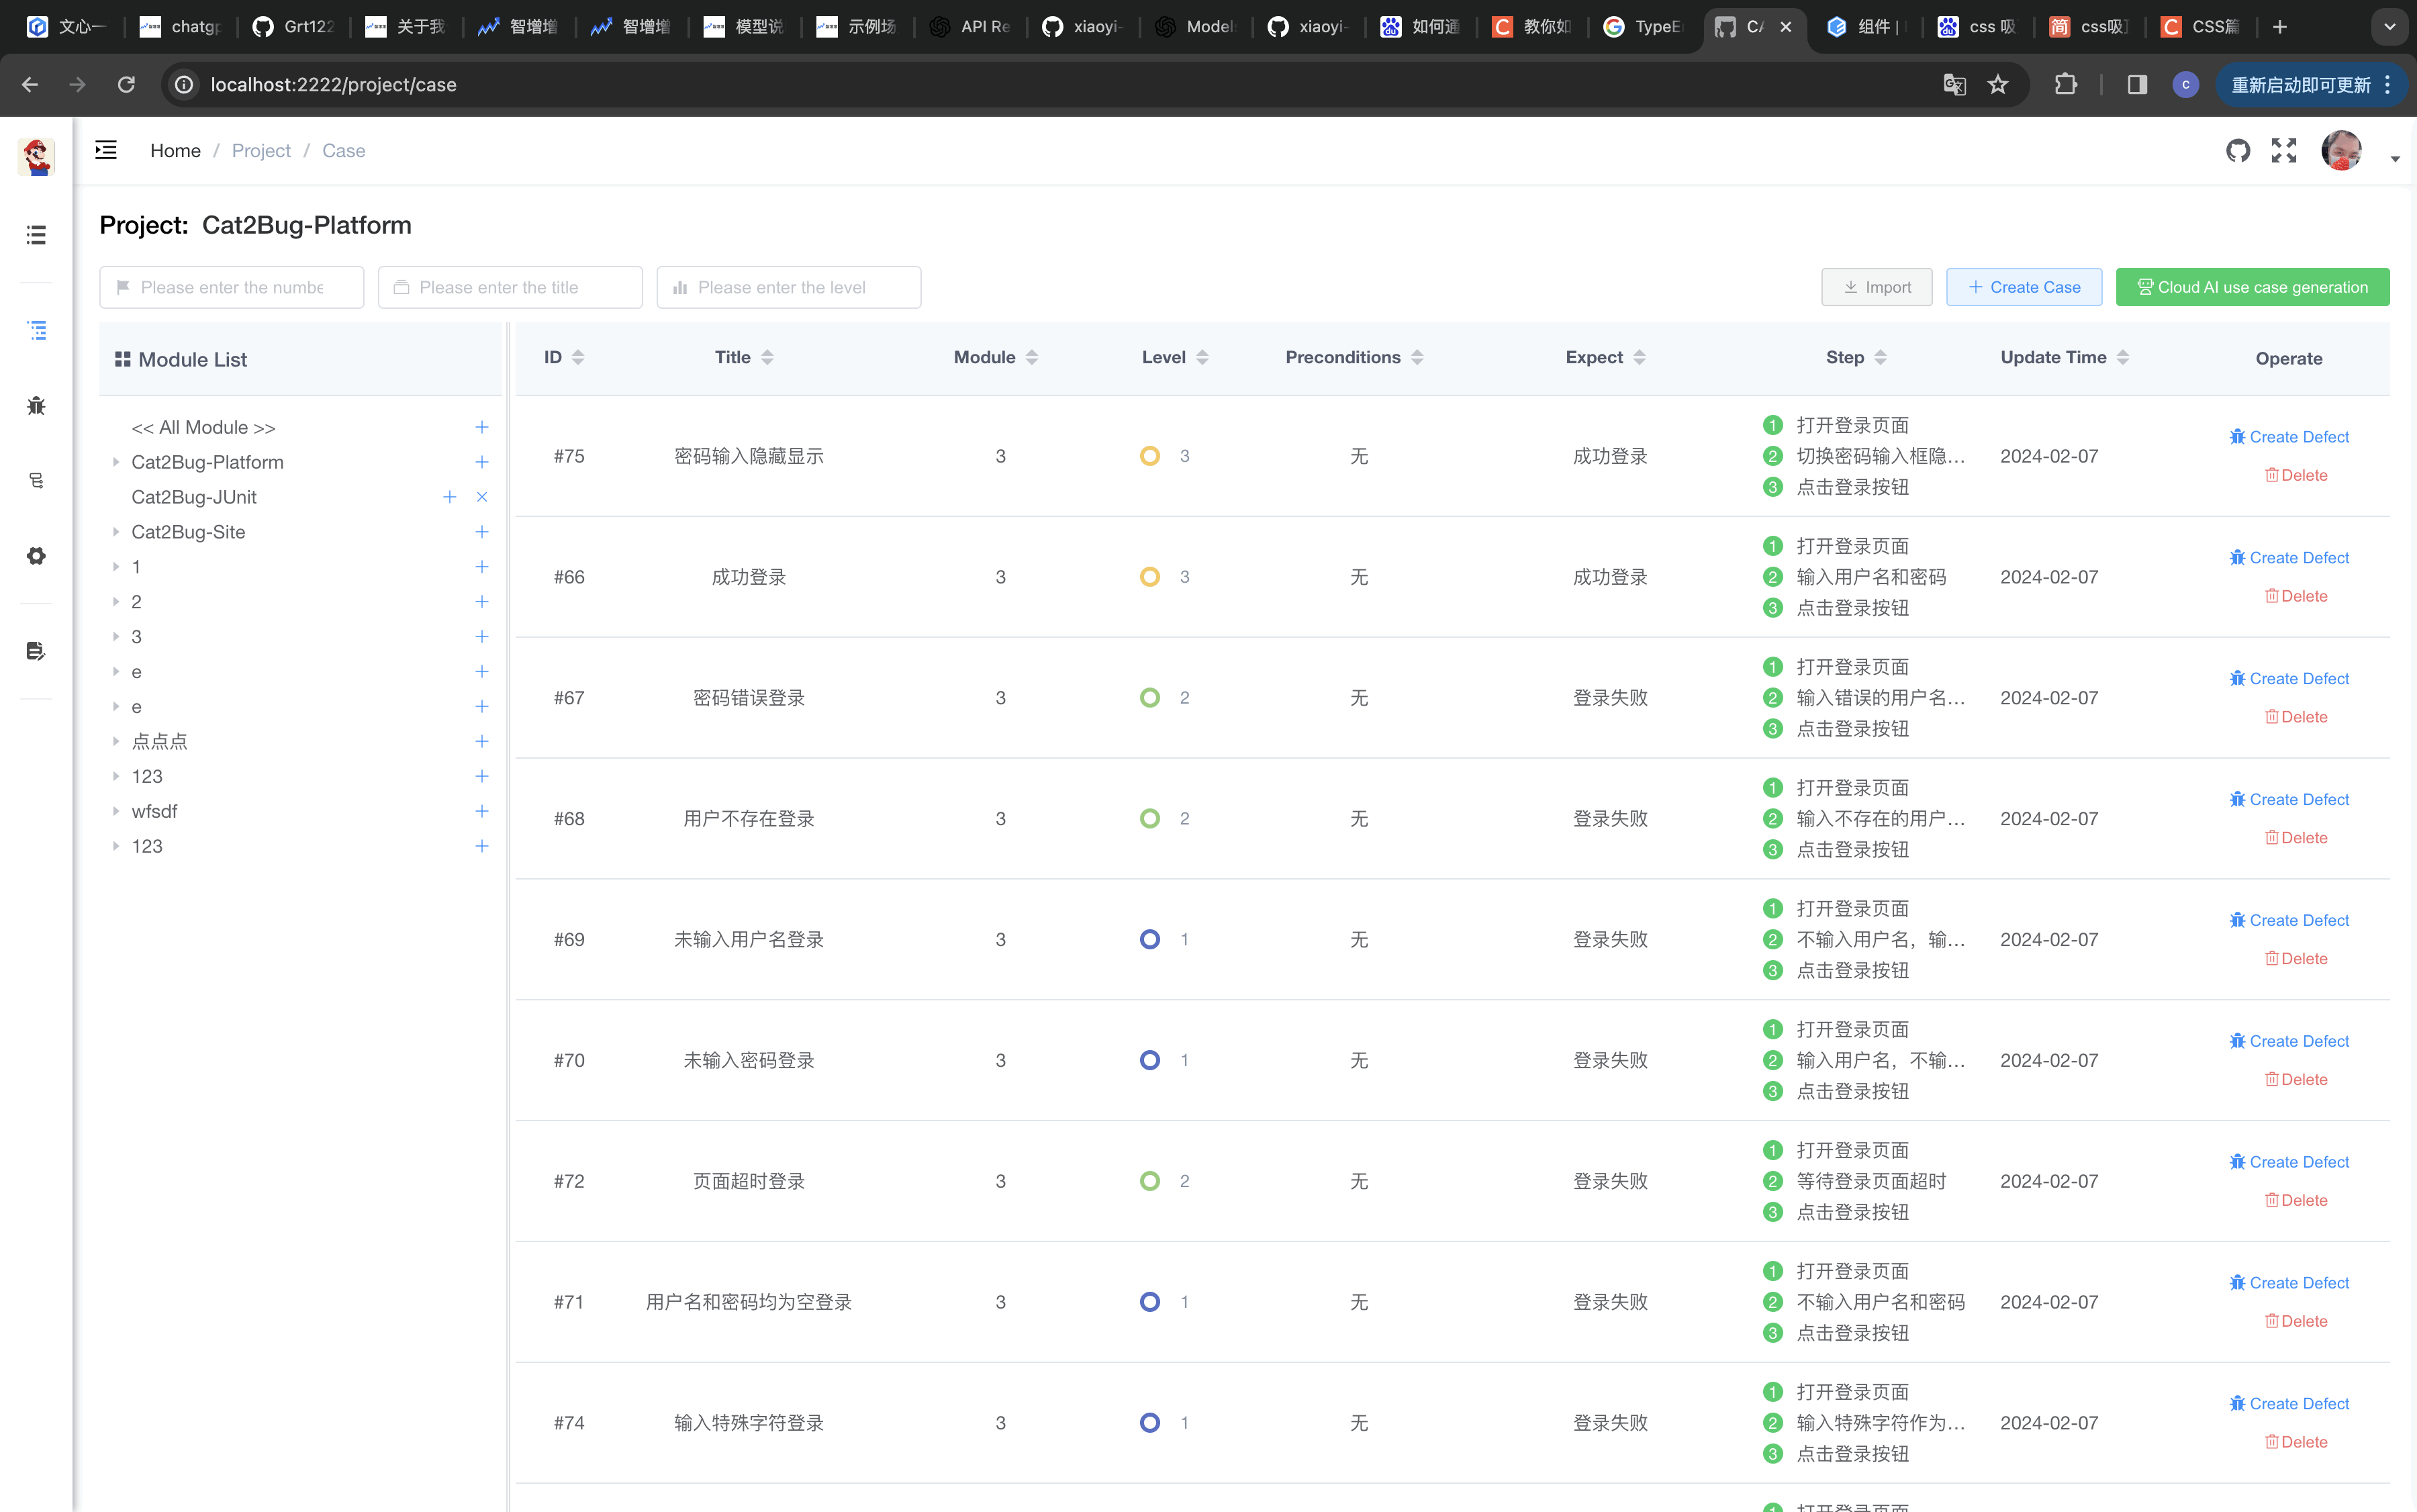 文心一 chatgp Grt122 关于我 智增增 智增增 模型说 示例场 API Re xiaoyi- Models xiaoyi- 如何通 教你如 TypeEr CA 组件 | css 吸 css吸顶 CSS篇
localhost:2222/project/case 重新启动即可更新
Home / Project / Case
Project: Cat2Bug-Platform
Please enter the numbe Please enter the title Please enter the level Import Create Case Cloud AI use case generation
Module List
<< All Module >>
Cat2Bug-Platform
Cat2Bug-JUnit
Cat2Bug-Site
1
2
3
e
e
点点点
123
wfsdf
123
ID Title Module Level Preconditions Expect Step Update Time Operate
#75 密码输入隐藏显示 3 3 无 成功登录 2024-02-07
1 打开登录页面
2 切换密码输入框隐...
3 点击登录按钮
Create Defect
Delete
#66 成功登录 3 3 无 成功登录 2024-02-07
1 打开登录页面
2 输入用户名和密码
3 点击登录按钮
Create Defect
Delete
#67 密码错误登录 3 2 无 登录失败 2024-02-07
1 打开登录页面
2 输入错误的用户名...
3 点击登录按钮
Create Defect
Delete
#68 用户不存在登录 3 2 无 登录失败 2024-02-07
1 打开登录页面
2 输入不存在的用户...
3 点击登录按钮
Create Defect
Delete
#69 未输入用户名登录 3 1 无 登录失败 2024-02-07
1 打开登录页面
2 不输入用户名，输...
3 点击登录按钮
Create Defect
Delete
#70 未输入密码登录 3 1 无 登录失败 2024-02-07
1 打开登录页面
2 输入用户名，不输...
3 点击登录按钮
Create Defect
Delete
#72 页面超时登录 3 2 无 登录失败 2024-02-07
1 打开登录页面
2 等待登录页面超时
3 点击登录按钮
Create Defect
Delete
#71 用户名和密码均为空登录 3 1 无 登录失败 2024-02-07
1 打开登录页面
2 不输入用户名和密码
3 点击登录按钮
Create Defect
Delete
#74 输入特殊字符登录 3 1 无 登录失败 2024-02-07
1 打开登录页面
2 输入特殊字符作为...
3 点击登录按钮
Create Defect
Delete